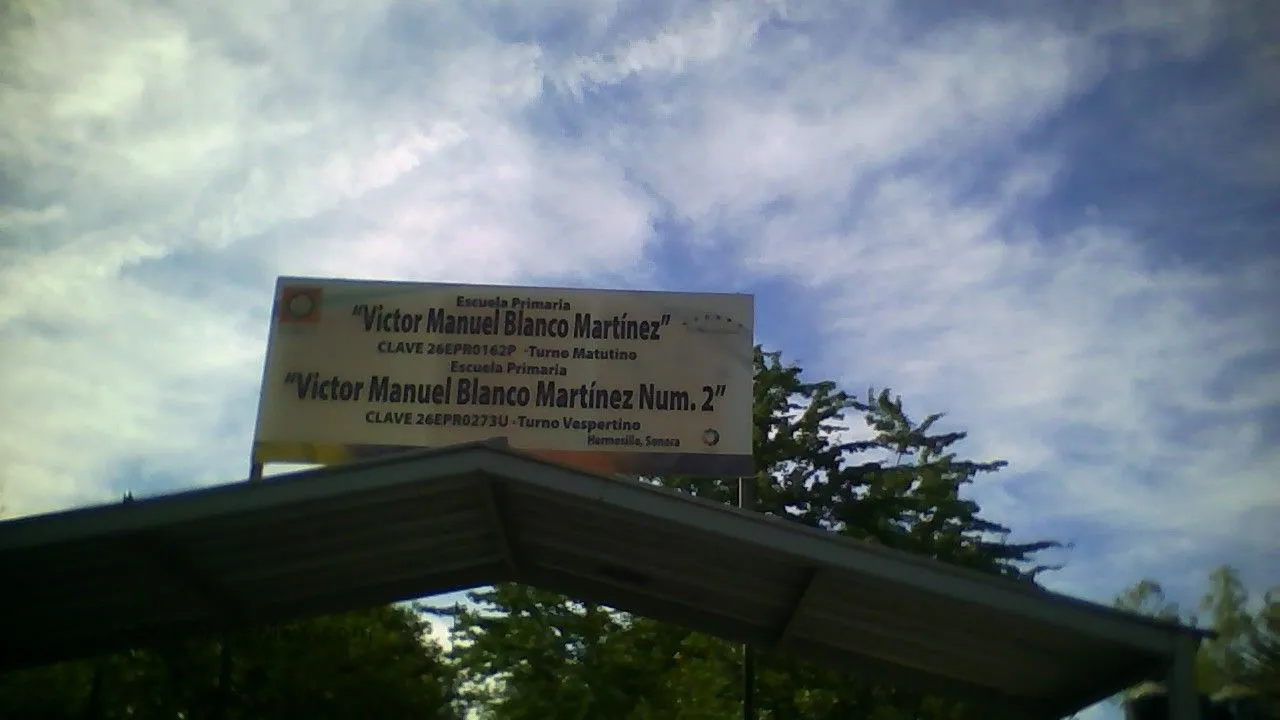 Escuela Primaria
"Victor Manuel Blanco Martínez"
CLAVE 26EPR0162P -Turno Matutino
Escuela Primaria
"Victor Manuel Blanco Martínez Num. 2"
CLAVE 26EPR0273U -Turno Vespertino
Hermosillo, Sonora